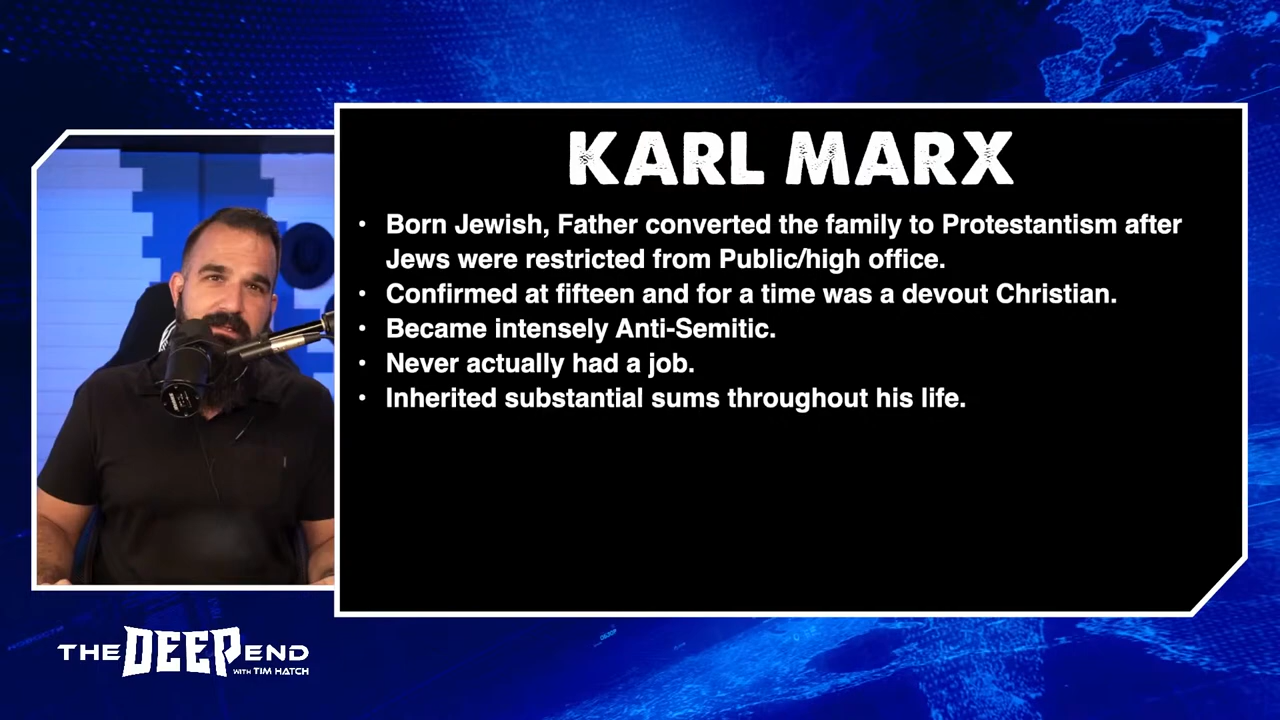 KARL MARX
• Born Jewish, Father converted the family to Protestantism after
Jews were restricted from Public/high office.
• Confirmed at fifteen and for a time was a devout Christian.
• Became intensely Anti-Semitic.
• Never actually had a job.
• Inherited substantial sums throughout his life.
THE DEEP END
WITH TIM HATCH